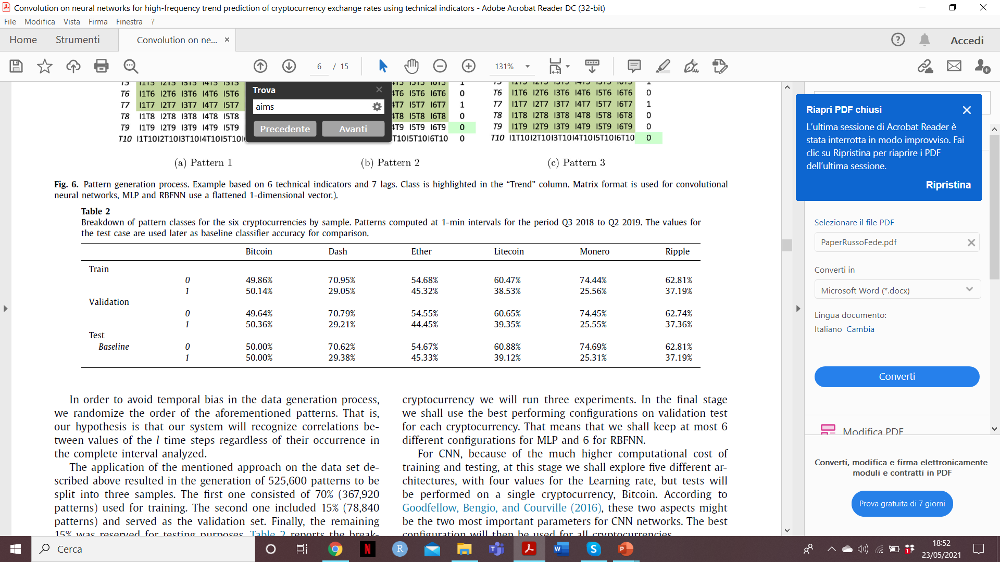 Convolution on neural networks for high-frequency trend prediction of cryptocurrency exchange rates using technical indicators - Adobe Acrobat Reader DC (32-bit)
File Modifica Vista Firma Finestra ?
Home Strumenti Convolution on ne... × Accedi
6 / 15 131%
T5 I1T5 I2T5 I3T5 I4T5 I5T5 4T5 I5T5 I6T5 1 T5 I1T5 I2T5 I3T5 I4T5 I5T5 I6T5 1
T6 I1T6 I2T6 I3T6 I4T6 I5T6 4T6 I5T6 I6T6 0 T6 I1T6 I2T6 I3T6 I4T6 I5T6 I6T6 0
T7 I1T7 I2T7 I3T7 I4T7 I5T7 4T7 I5T7 I6T7 1 T7 I1T7 I2T7 I3T7 I4T7 I5T7 I6T7 1
T8 I1T8 I2T8 I3T8 I4T8 I5T8 4T8 I5T8 I6T8 0 T8 I1T8 I2T8 I3T8 I4T8 I5T8 I6T8 0
T9 I1T9 I2T9 I3T9 I4T9 I5T9 4T9 I5T9 I6T9 0 T9 I1T9 I2T9 I3T9 I4T9 I5T9 I6T9 0
T10 I1T10I2T10I3T10I4T10I5T10 T10I5T10I6T10 0 T10 I1T10I2T10I3T10I4T10I5T10I6T10 0
Trova
aims
Precedente Avanti
(a) Pattern 1 (b) Pattern 2 (c) Pattern 3
Fig. 6. Pattern generation process. Example based on 6 technical indicators and 7 lags. Class is highlighted in the “Trend” column. Matrix format is used for convolutional
neural networks, MLP and RBFNN use a flattened 1-dimensional vector.).
Table 2
Breakdown of pattern classes for the six cryptocurrencies by sample. Patterns computed at 1-min intervals for the period Q3 2018 to Q2 2019. The values for
the test case are used later as baseline classifier accuracy for comparison.
Bitcoin Dash Ether Litecoin Monero Ripple
Train
0 49.86% 70.95% 54.68% 60.47% 74.44% 62.81%
1 50.14% 29.05% 45.32% 38.53% 25.56% 37.19%
Validation
0 49.64% 70.79% 54.55% 60.65% 74.45% 62.74%
1 50.36% 29.21% 44.45% 39.35% 25.55% 37.36%
Test
Baseline 0 50.00% 70.62% 54.67% 60.88% 74.69% 62.81%
1 50.00% 29.38% 45.33% 39.12% 25.31% 37.19%
In order to avoid temporal bias in the data generation process,
we randomize the order of the aforementioned patterns. That is,
our hypothesis is that our system will recognize correlations be-
tween values of the l time steps regardless of their occurrence in
the complete interval analyzed.
The application of the mentioned approach on the data set de-
scribed above resulted in the generation of 525,600 patterns to be
split into three samples. The first one consisted of 70% (367,920
patterns) used for training. The second one included 15% (78,840
patterns) and served as the validation set. Finally, the remaining
15% was reserved for testing purposes. Table 2 reports the break-
cryptocurrency we will run three experiments. In the final stage
we shall use the best performing configurations on validation test
for each cryptocurrency. That means that we shall keep at most 6
different configurations for MLP and 6 for RBFNN.
For CNN, because of the much higher computational cost of
training and testing, at this stage we shall explore five different ar-
chitectures, with four values for the Learning rate, but tests will
be performed on a single cryptocurrency, Bitcoin. According to
Goodfellow, Bengio, and Courville (2016), these two aspects might
be the two most important parameters for CNN networks. The best
configuration will then be used for all cryptocurrencies.
Riapri PDF chiusi
L'ultima sessione di Acrobat Reader è
stata interrotta in modo improvviso. Fai
clic su Ripristina per riaprire i PDF
dell'ultima sessione.
Ripristina
Selezionare il file PDF
PaperRussoFede.pdf
Converti in
Microsoft Word (*.docx)
Lingua documento:
Italiano Cambia
Converti
Modifica PDF
Converti, modifica e firma elettronicamente
moduli e contratti in PDF
Prova gratuita di 7 giorni
Cerca
18:52
23/05/2021